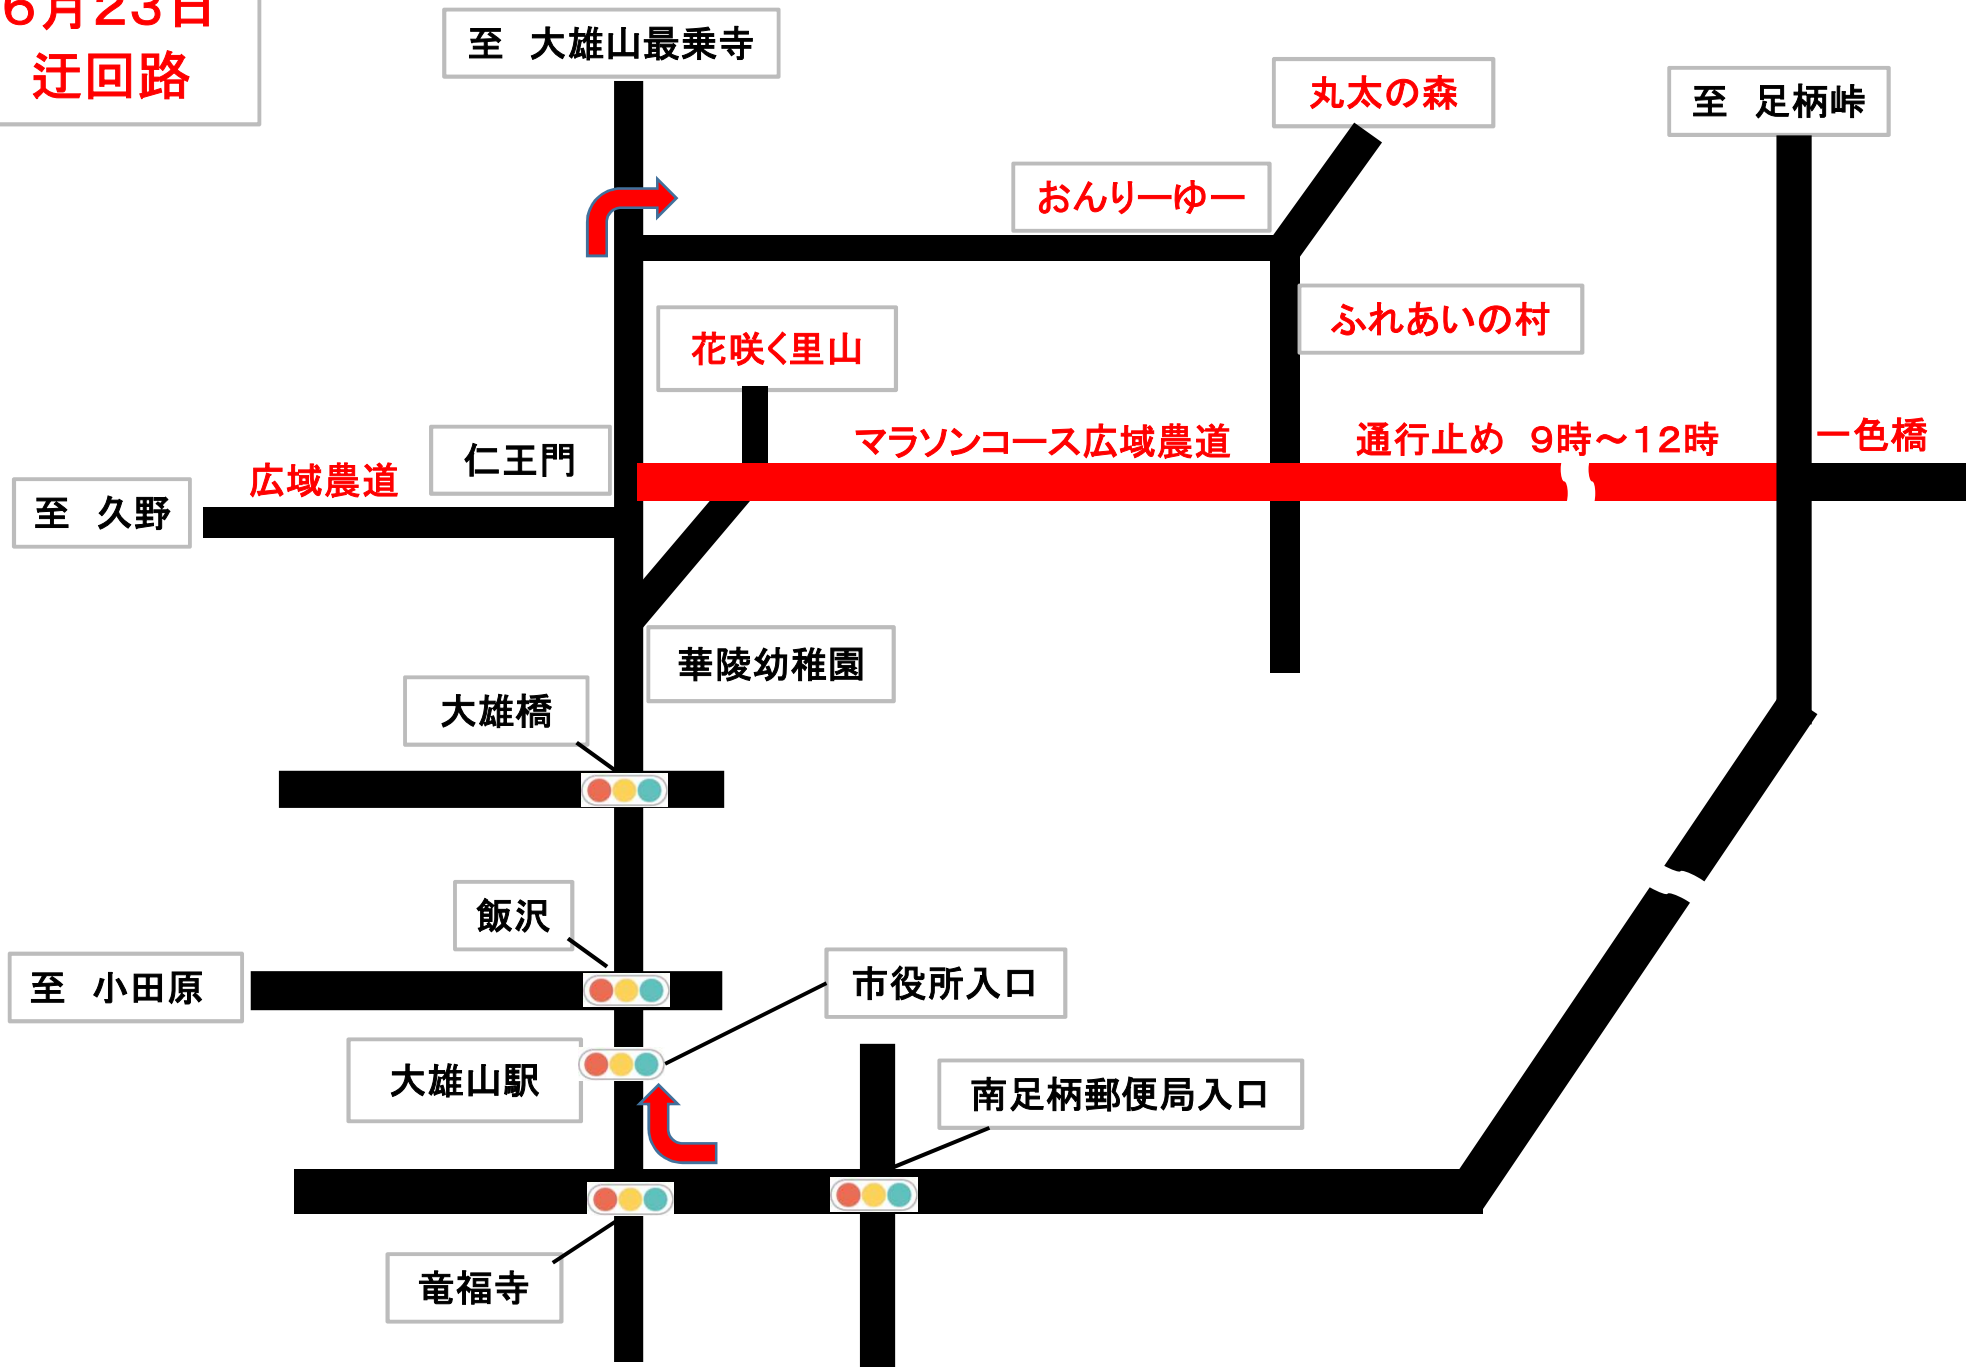 6月23日
迂回路
至　大雄山最乗寺
丸太の森
至　足柄峠
おんりーゆー
ふれあいの村
花咲く里山
マラソンコース広域農道
通行止め　9時～12時
一色橋
仁王門
広域農道
至　久野
華陵幼稚園
大雄橋
飯沢
市役所入口
至　小田原
大雄山駅
南足柄郵便局入口
竜福寺